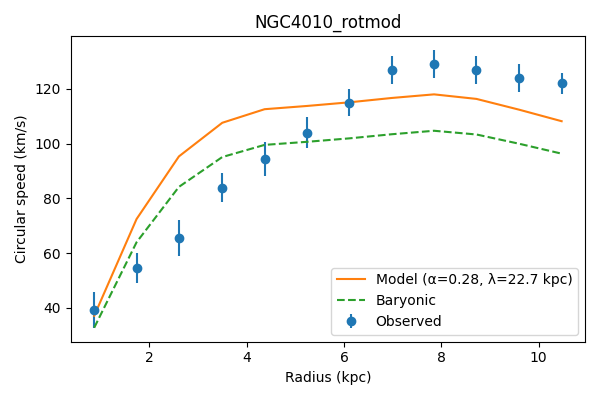 NGC4010_rotmod
Circular speed (km/s)
120
100
80
60
40
2 4 6 8 10
Radius (kpc)
Model (α=0.28, λ=22.7 kpc)
Baryonic
Observed